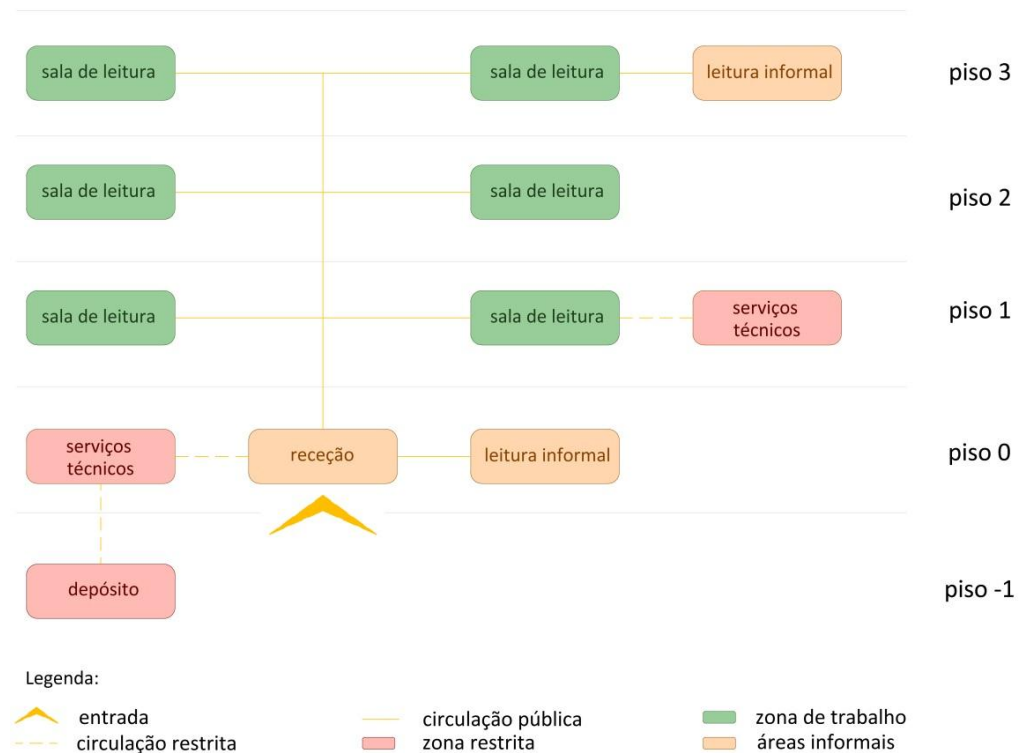 sala de leitura
sala de leitura
leitura informal
piso 3
sala de leitura
sala de leitura
piso 2
sala de leitura
sala de leitura
serviços
técnicos
piso 1
serviços
técnicos
receção
leitura informal
piso 0
depósito
piso -1
Legenda:
entrada
circulação pública
zona de trabalho
circulação restrita
zona restrita
áreas informais